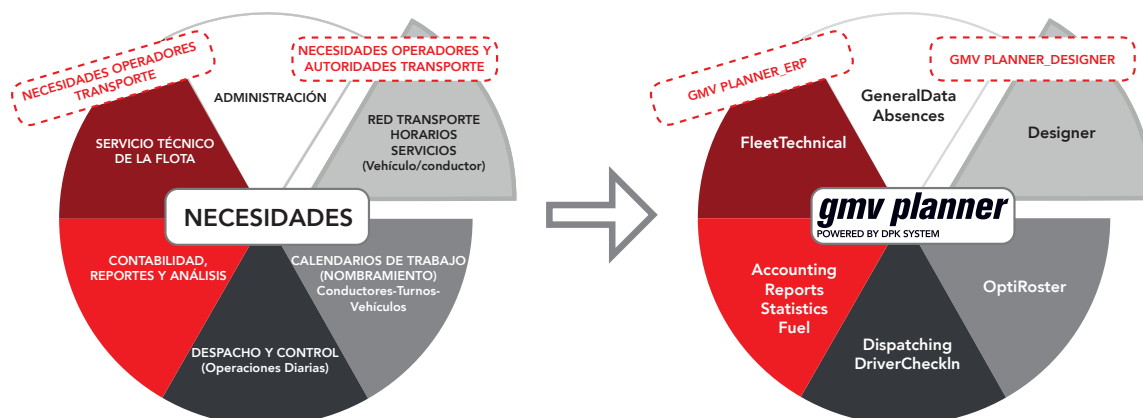 NECESIDADES OPERADORES
TRANSPORTE
NECESIDADES OPERADORES Y
AUTORIDADES TRANSPORTE
ADMINISTRACIÓN
RED TRANSPORTE
HORARIOS
SERVICIOS
(Vehículo/conductor)
SERVICIO TÉCNICO
DE LA FLOTA
NECESIDADES
CONTABILIDAD,
REPORTES Y ANÁLISIS
CALENDARIOS DE TRABAJO
(NOMBRAMIENTO)
Conductores-Turnos-
Vehículos
DESPACHO Y CONTROL
(Operaciones Diarias)
GMV PLANNER_ERP
GMV PLANNER_DESIGNER
GeneralData
Absences
Designer
FleetTechnical
gmv planner
POWERED BY DPK SYSTEM
Accounting
Reports
Statistics
Fuel
OptiRoster
Dispatching
DriverCheckIn